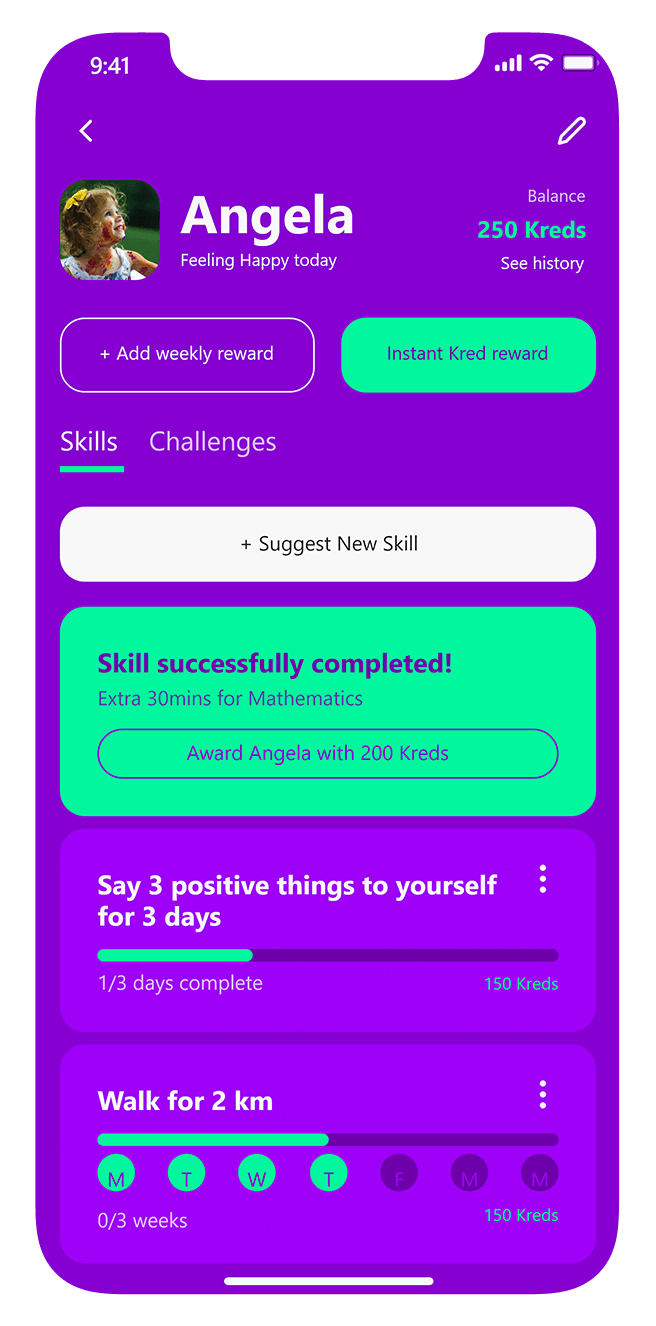 9:41
Angela
Feeling Happy today
Balance
250 Kreds
See history
+ Add weekly reward
Instant Kred reward
Skills
Challenges
+ Suggest New Skill
Skill successfully completed!
Extra 30mins for Mathematics
Award Angela with 200 Kreds
Say 3 positive things to yourself
for 3 days
1/3 days complete
150 Kreds
Walk for 2 km
M T W T F M M
0/3 weeks
150 Kreds